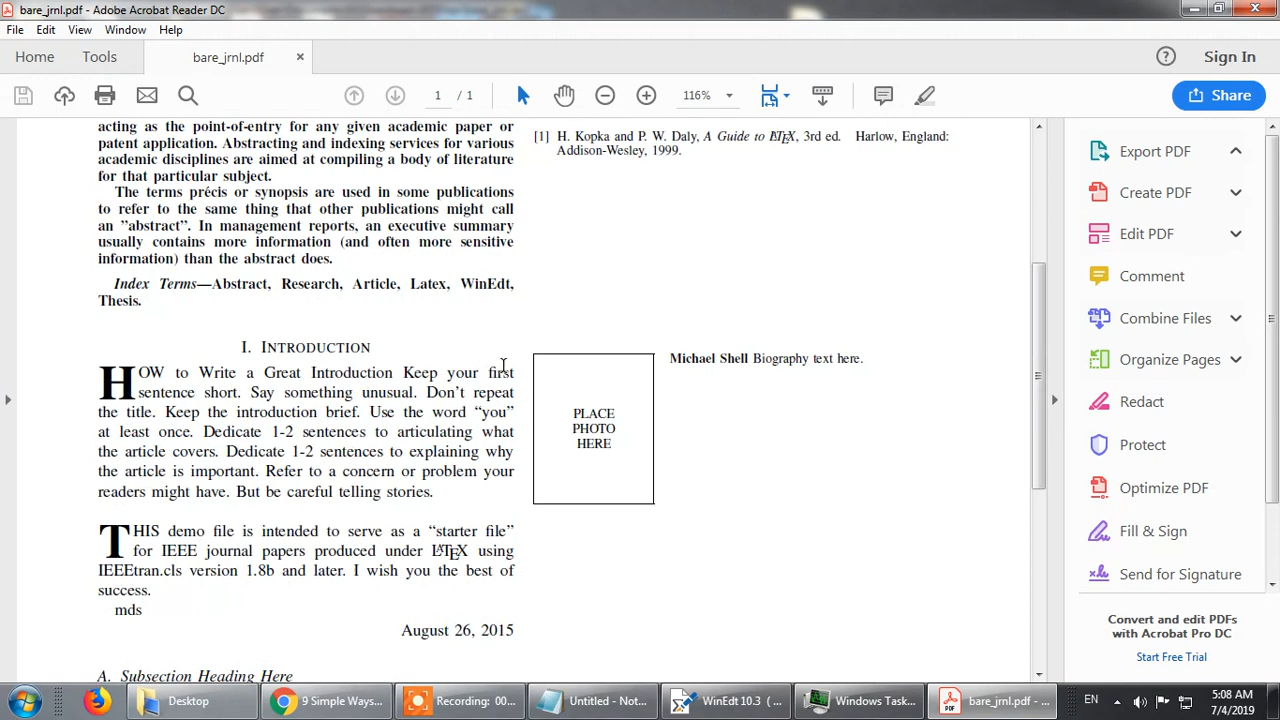 bare_jrnl.pdf - Adobe Acrobat Reader DC
File Edit View Window Help
Home Tools bare_jrnl.pdf × Sign In
1 / 1 116% Share
acting as the point-of-entry for any given academic paper or
patent application. Abstracting and indexing services for various
academic disciplines are aimed at compiling a body of literature
for that particular subject.
The terms précis or synopsis are used in some publications
to refer to the same thing that other publications might call
an ”abstract”. In management reports, an executive summary
usually contains more information (and often more sensitive
information) than the abstract does.
Index Terms—Abstract, Research, Article, Latex, WinEdt,
Thesis.
I. INTRODUCTION
HOW to Write a Great Introduction Keep your first
sentence short. Say something unusual. Don’t repeat
the title. Keep the introduction brief. Use the word “you”
at least once. Dedicate 1-2 sentences to articulating what
the article covers. Dedicate 1-2 sentences to explaining why
the article is important. Refer to a concern or problem your
readers might have. But be careful telling stories.
THIS demo file is intended to serve as a “starter file”
for IEEE journal papers produced under LATEX using
IEEEtran.cls version 1.8b and later. I wish you the best of
success.
mds
August 26, 2015
A. Subsection Heading Here
[1] H. Kopka and P. W. Daly, A Guide to LATEX, 3rd ed. Harlow, England:
Addison-Wesley, 1999.
PLACE
PHOTO
HERE
Michael Shell Biography text here.
Export PDF
Create PDF
Edit PDF
Comment
Combine Files
Organize Pages
Redact
Protect
Optimize PDF
Fill & Sign
Send for Signature
Convert and edit PDFs
with Acrobat Pro DC
Start Free Trial
Desktop
9 Simple Ways...
Recording: 00...
Untitled - Not...
WinEdt 10.3 ( ...
Windows Task...
bare_jrnl.pdf - ...
EN
5:08 AM
7/4/2019